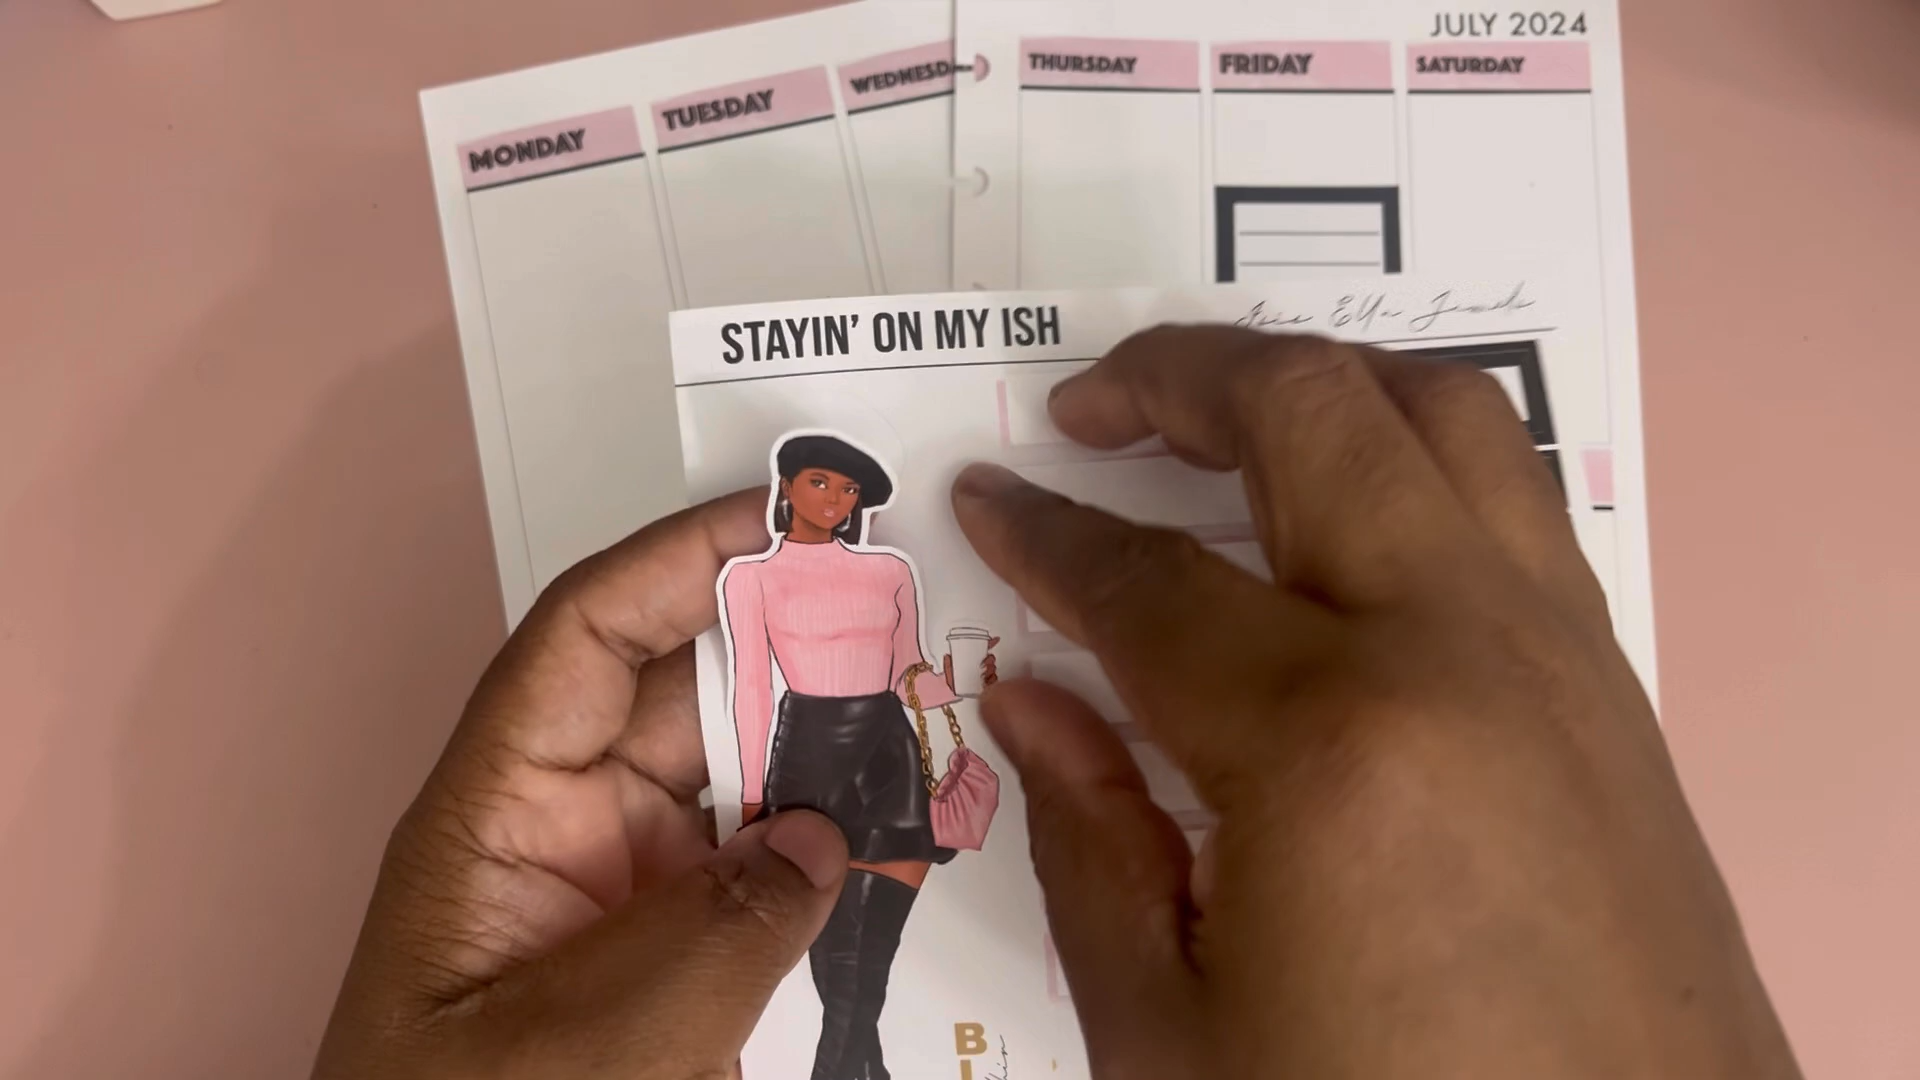 JULY 2024
MONDAY
TUESDAY
THURSDAY
FRIDAY
SATURDAY
STAYIN' ON MY ISH
B